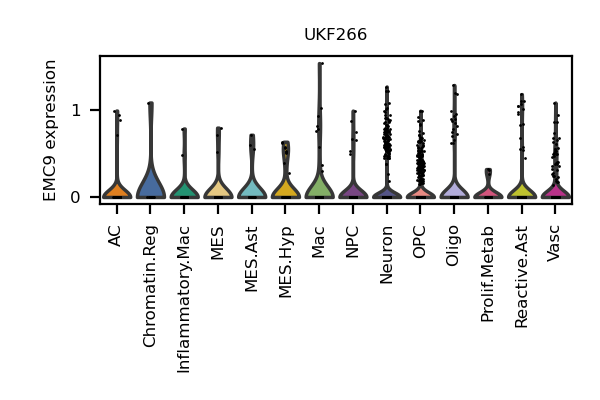 UKF266
EMC9 expression
1
0
AC
Chromatin.Reg
Inflammatory.Mac
MES
MES.Ast
MES.Hyp
Mac
NPC
Neuron
OPC
Oligo
Prolif.Metab
Reactive.Ast
Vasc